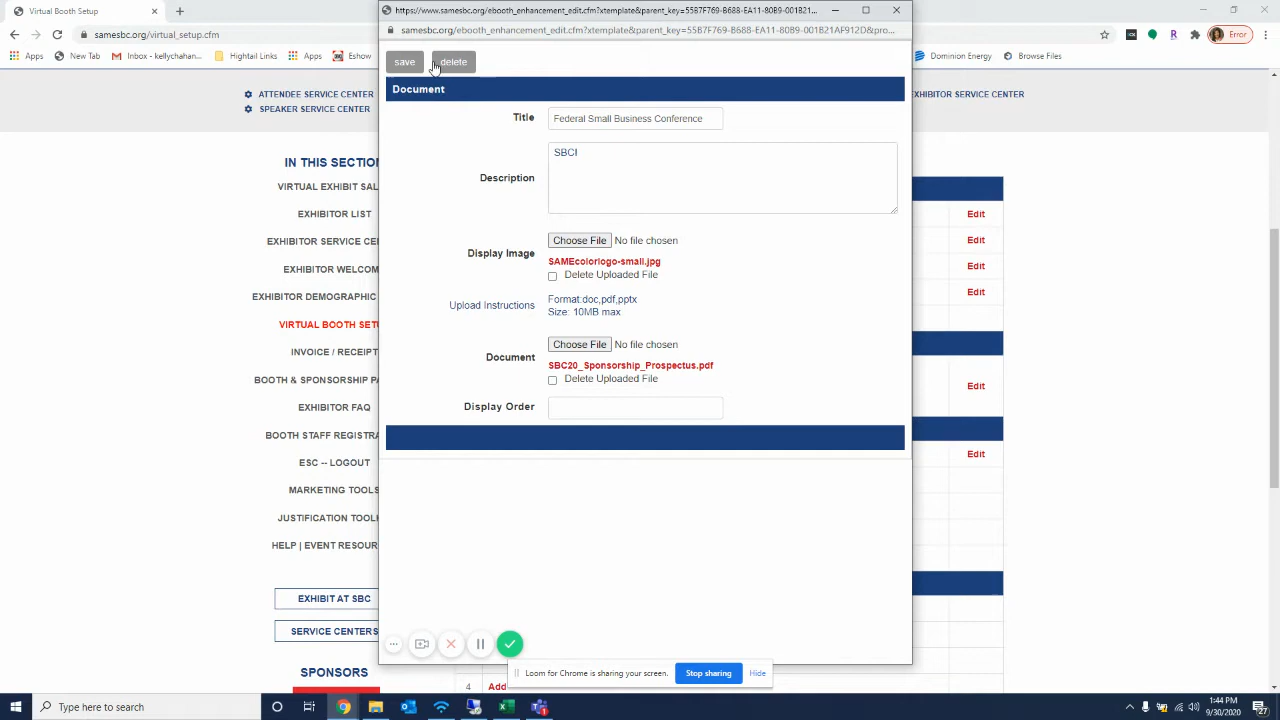 Virtual Booth Setup
https://www.samesbc.org/ebooth_enhancement_edit.cfm?xtemplate&parent_key=55B7F769-B688-EA11-80B9-001B21...
samesbc.org/virtual_setup.cfm
samesbc.org/ebooth_enhancement_edit.cfm?xtemplate&parent_key=55B7F769-B688-EA11-80B9-001B21AF912D&pro...
Error
Apps
New Tab
Inbox - kellychahan...
Hightail Links
Apps
Eshow
Dominion Energy
Browse Files
save
delete
Document
ATTENDEE SERVICE CENTER
SPEAKER SERVICE CENTER
EXHIBITOR SERVICE CENTER
Title
Federal Small Business Conference
Description
SBCI
Display Image
Choose File No file chosen
SAMEcolorlogo-small.jpg
Delete Uploaded File
Upload Instructions
Format:doc,pdf,pptx
Size: 10MB max
Document
Choose File No file chosen
SBC20_Sponsorship_Prospectus.pdf
Delete Uploaded File
Display Order
IN THIS SECTION
VIRTUAL EXHIBIT SAL
EXHIBITOR LIST
EXHIBITOR SERVICE CE
EXHIBITOR WELCOM
EXHIBITOR DEMOGRAPHIC
VIRTUAL BOOTH SET
INVOICE / RECEIPT
BOOTH & SPONSORSHIP PA
EXHIBITOR FAQ
BOOTH STAFF REGISTRA
ESC -- LOGOUT
MARKETING TOOLS
JUSTIFICATION TOOL
HELP | EVENT RESOUR
EXHIBIT AT SBC
SERVICE CENTERS
SPONSORS
Edit
Edit
Edit
Edit
Edit
Edit
4 Add
Loom for Chrome is sharing your screen.
Stop sharing
Hide
Type here to search
1:44 PM
9/30/2020
27